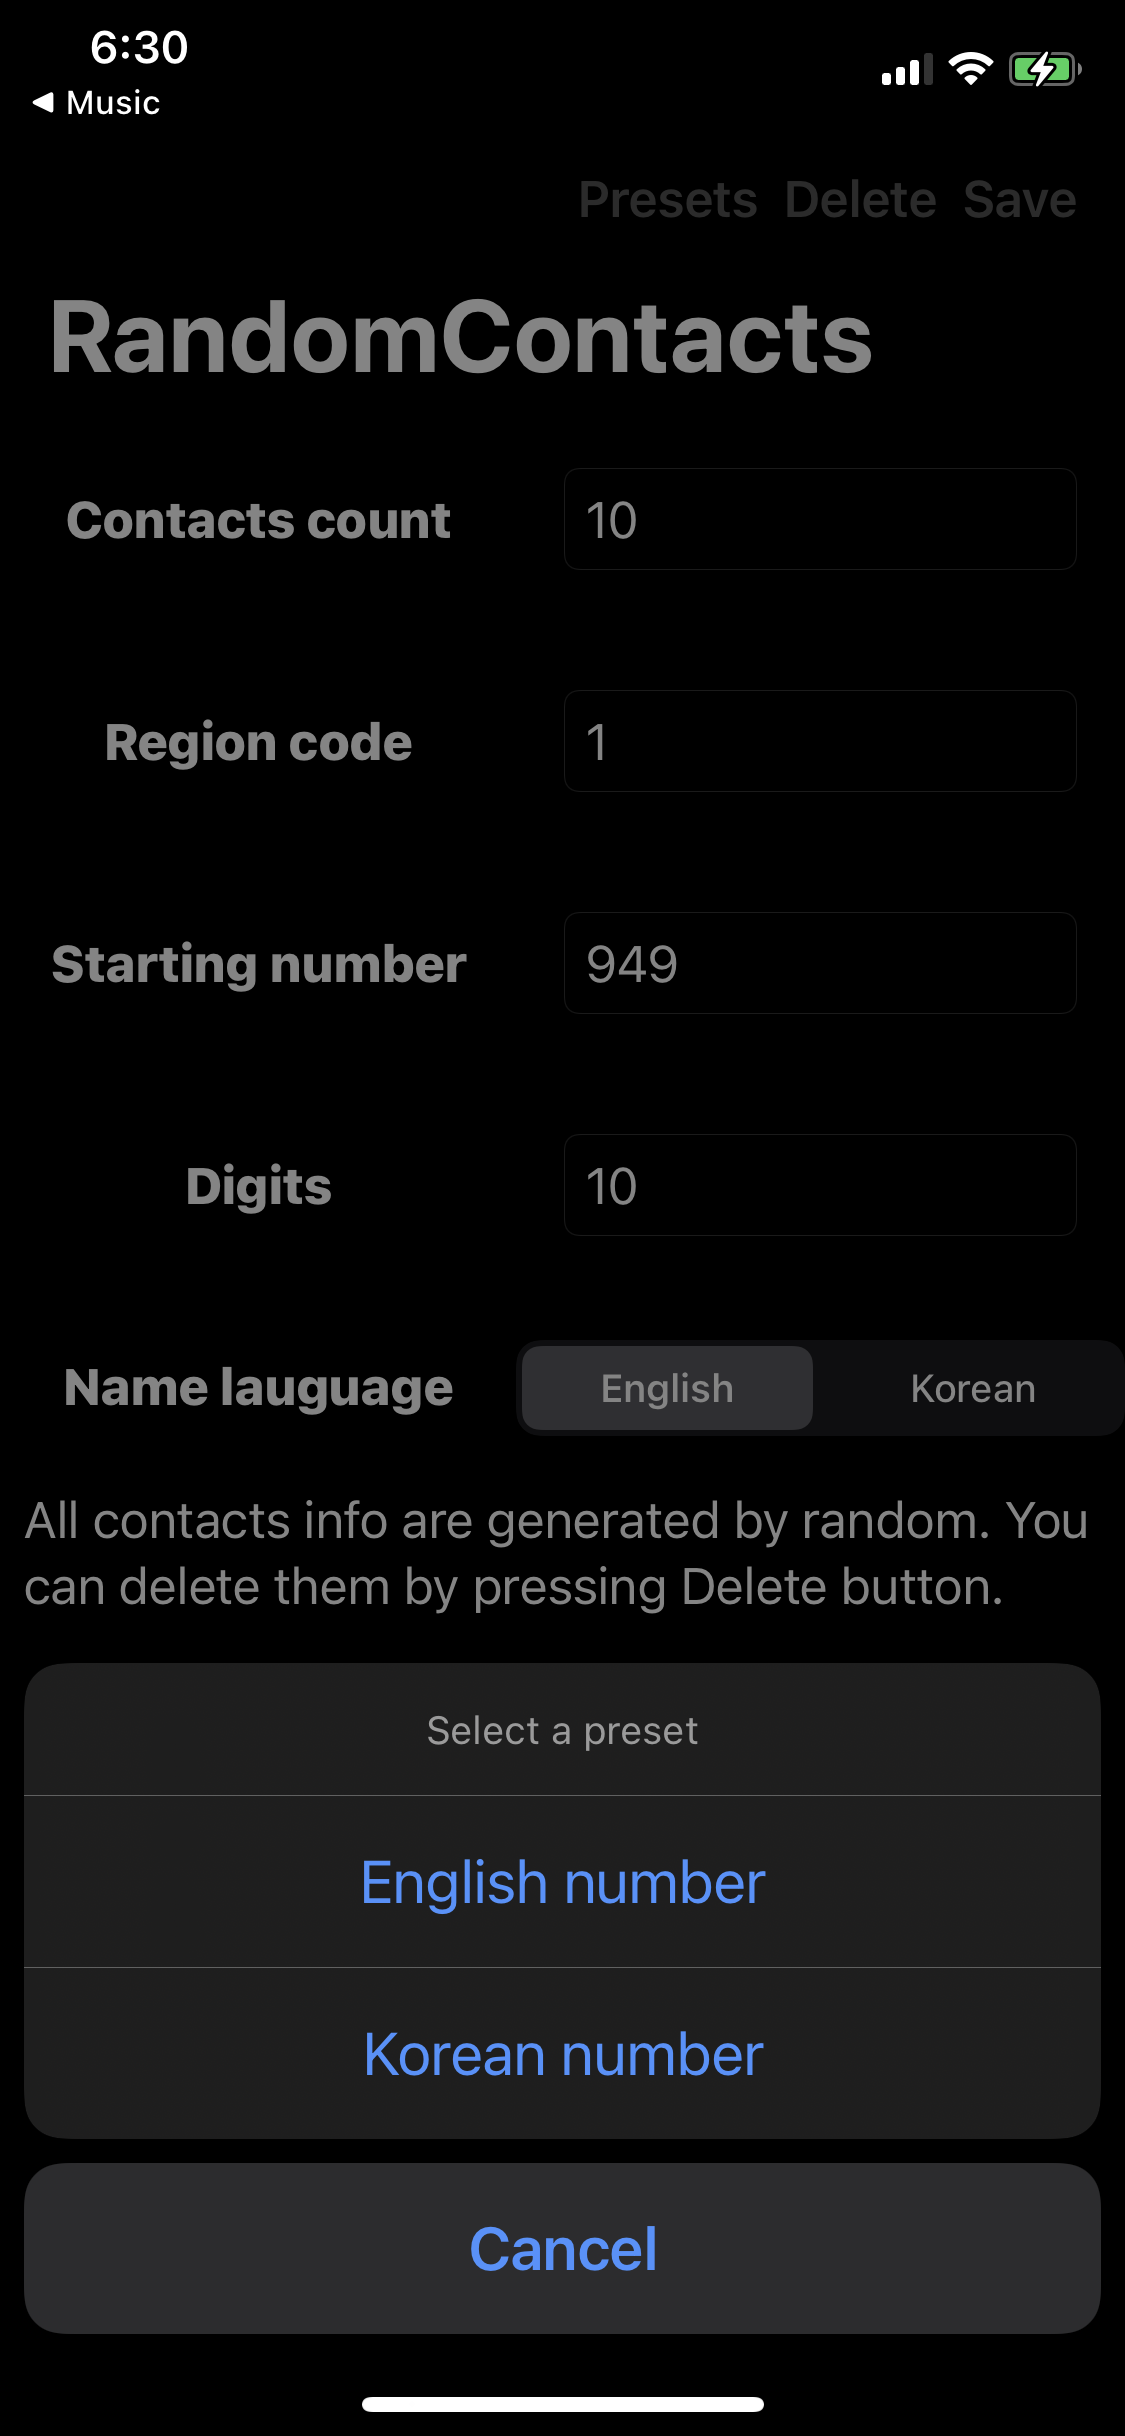 6:30
◀ Music
Presets Delete Save
RandomContacts
Contacts count 10
Region code 1
Starting number 949
Digits 10
Name lauguage English Korean
All contacts info are generated by random. You
can delete them by pressing Delete button.
Select a preset
English number
Korean number
Cancel